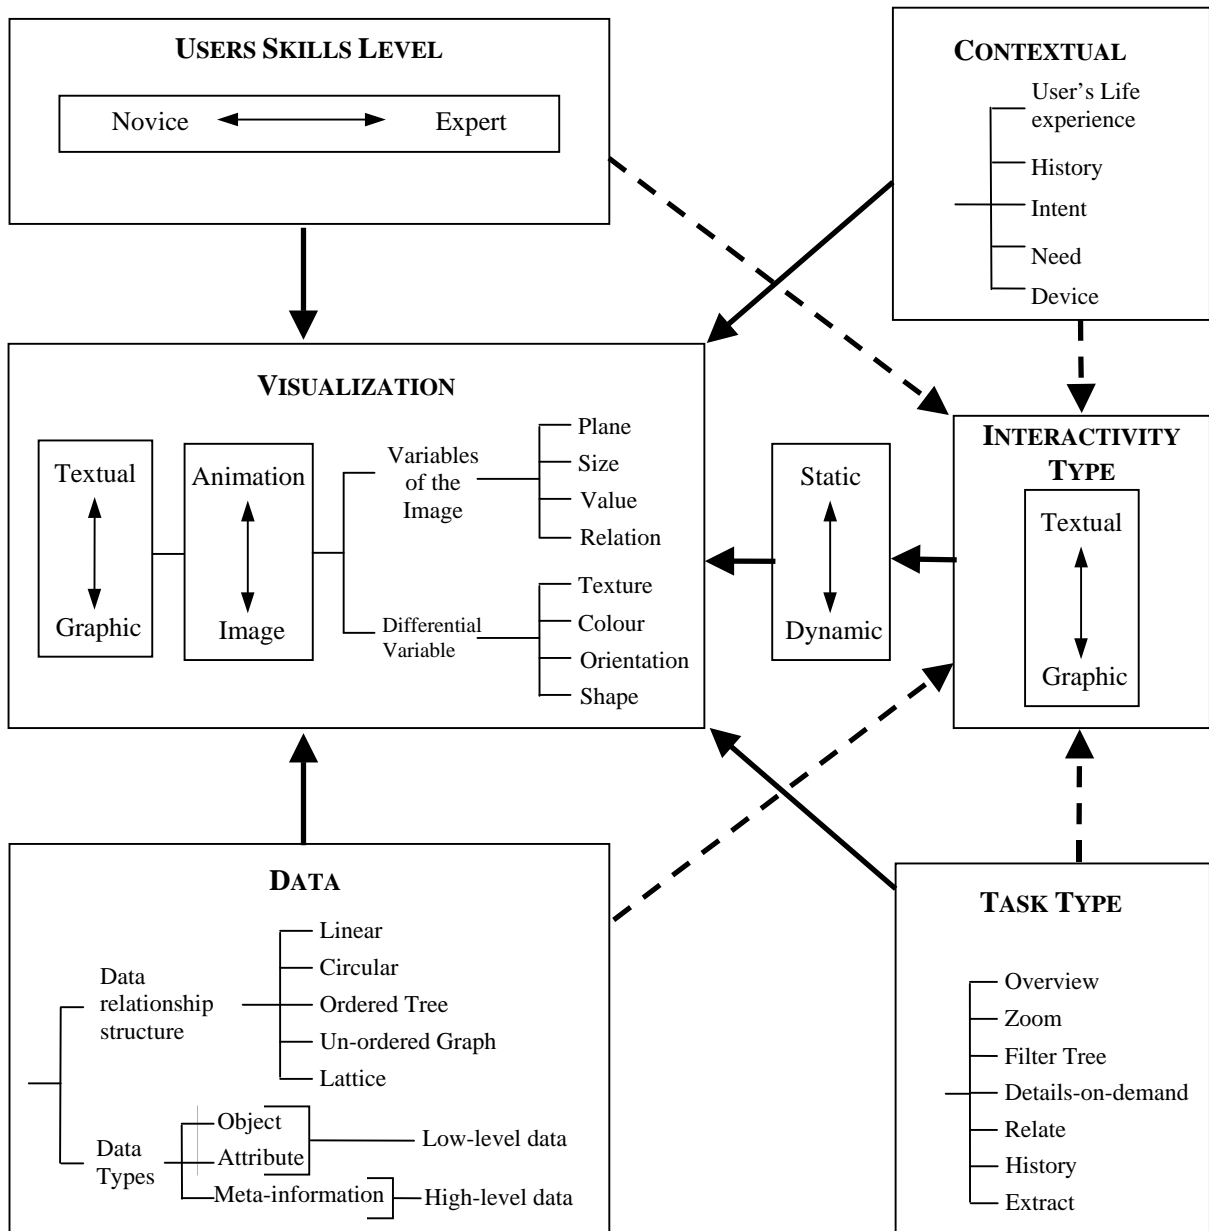 USERS SKILLS LEVEL
Novice
Expert
CONTEXTUAL
User's Life
experience
History
Intent
Need
Device
VISUALIZATION
Textual
Graphic
Animation
Image
Variables
of the
Image
Plane
Size
Value
Relation
Differential
Variable
Texture
Colour
Orientation
Shape
Static
Dynamic
INTERACTIVITY
TYPE
Textual
Graphic
DATA
Data
relationship
structure
Linear
Circular
Ordered Tree
Un-ordered Graph
Lattice
Data
Types
Object
Attribute
Low-level data
Meta-information
High-level data
TASK TYPE
Overview
Zoom
Filter Tree
Details-on-demand
Relate
History
Extract